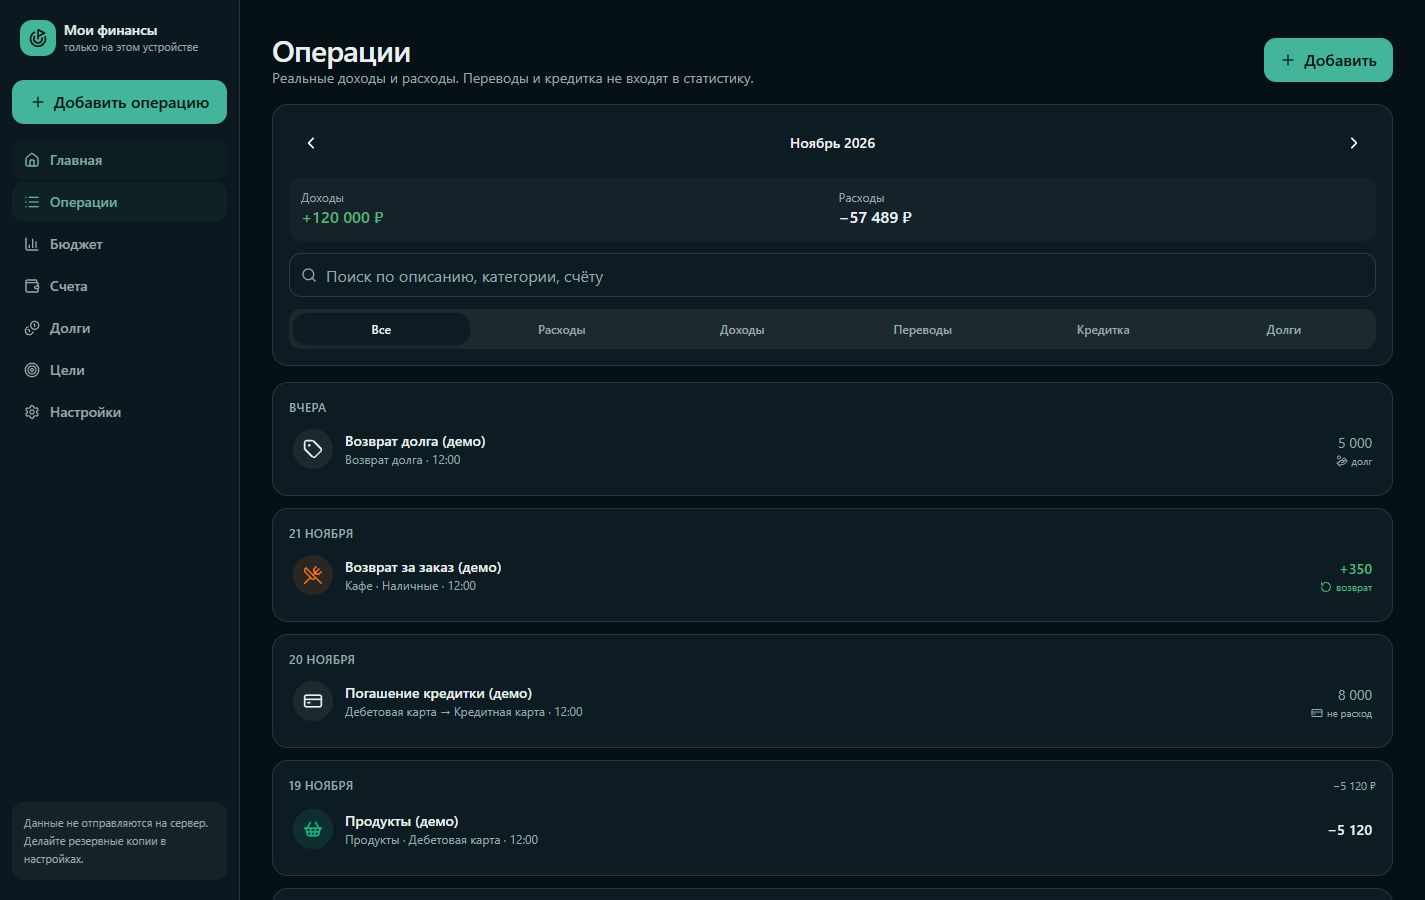 Мои финансы
только на этом устройстве
Добавить операцию
Главная
Операции
Бюджет
Счета
Долги
Цели
Настройки
Данные не отправляются на сервер.
Делайте резервные копии в
настройках.
Операции
Реальные доходы и расходы. Переводы и кредитка не входят в статистику.
Добавить
Ноябрь 2026
Доходы
+120 000 ₽
Расходы
−57 489 ₽
Поиск по описанию, категории, счёту
Все
Расходы
Доходы
Переводы
Кредитка
Долги
ВЧЕРА
Возврат долга (демо)
Возврат долга · 12:00
5 000
долг
21 НОЯБРЯ
Возврат за заказ (демо)
Кафе · Наличные · 12:00
+350
возврат
20 НОЯБРЯ
Погашение кредитки (демо)
Дебетовая карта → Кредитная карта · 12:00
8 000
не расход
19 НОЯБРЯ
−5 120 ₽
Продукты (демо)
Продукты · Дебетовая карта · 12:00
−5 120